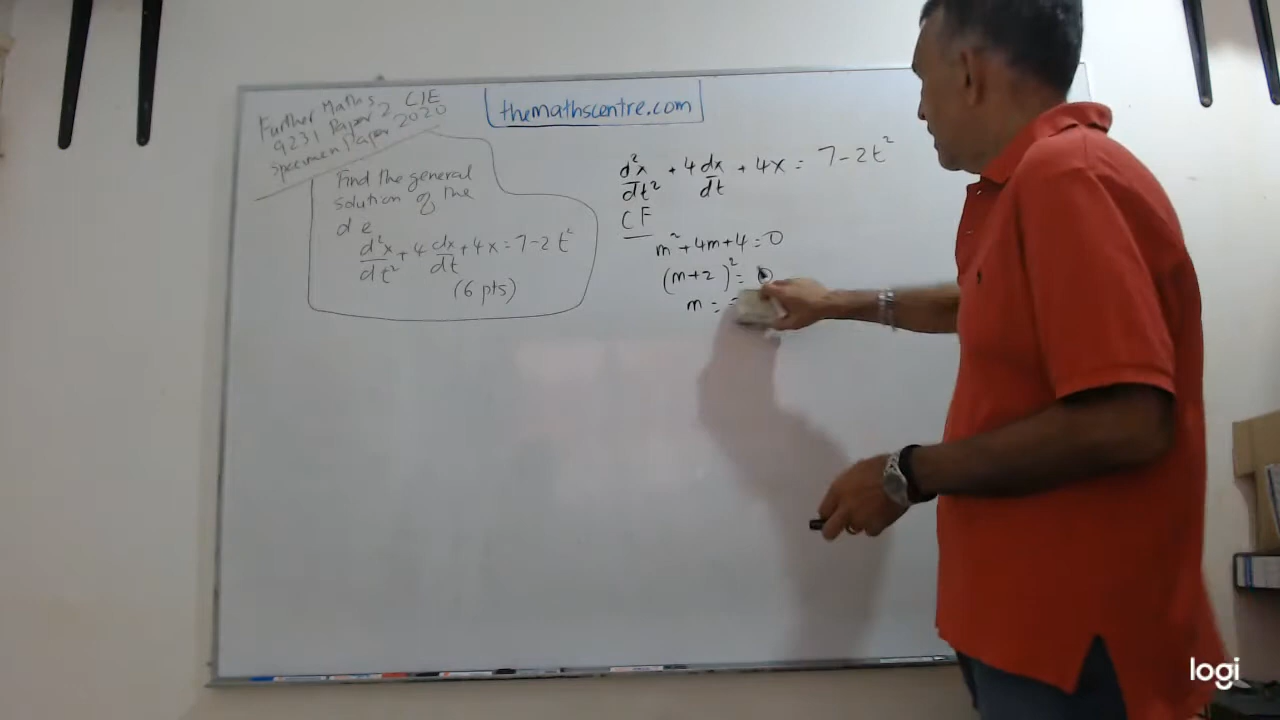 Further Maths CIE
9231 Paper 2
Specimen Paper 2020
themathscentre.com
Find the general
solution of the
d e
d²x/dt² + 4 dx/dt + 4x = 7 - 2t²
(6 pts)
d²x/dt² + 4 dx/dt + 4x = 7 - 2t²
CF
m² + 4m + 4 = 0
(m + 2)² = 0
m =
logi